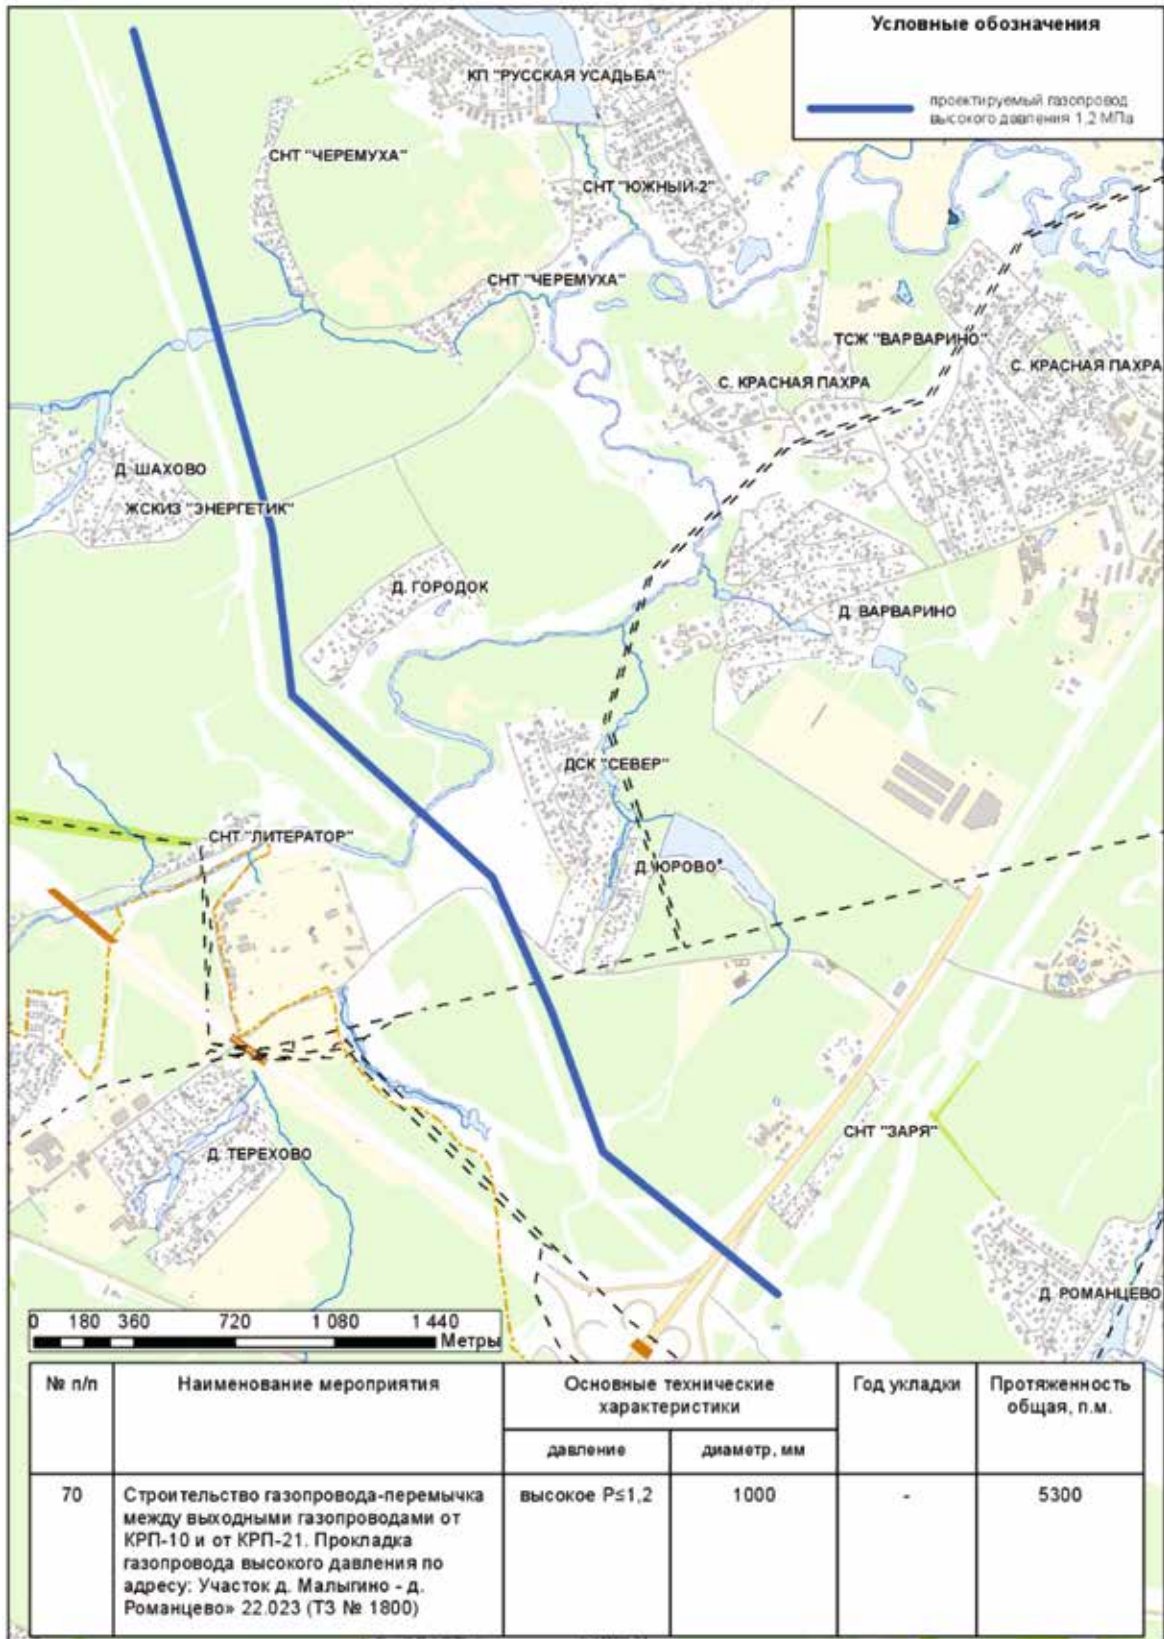 Условные обозначения
проектируемый газопровод
высокого давления 1,2 МПа
КП "РУССКАЯ УСАДЬБА"
СНТ "ЧЕРЕМУХА"
СНТ "ЮЖНЫЙ-2"
СНТ "ЧЕРЕМУХА"
ТСЖ "ВАРВАРИНО"
С. КРАСНАЯ ПАХРА
С. КРАСНАЯ ПАХРА
Д. ШАХОВО
ЖСКИЗ "ЭНЕРГЕТИК"
Д. ГОРОДОК
Д. ВАРВАРИНО
ДСК "СЕВЕР"
СНТ "ЛИТЕРАТОР"
Д. ЮРОВО
СНТ "ЗАРЯ"
Д. ТЕРЕХОВО
Д. РОМАНЦЕВО
0 180 360 720 1 080 1 440
Метры
№ п/п
Наименование мероприятия
Основные технические
характеристики
давление
диаметр, мм
Год укладки
Протяженность
общая, п.м.
70
Строительство газопровода-перемычка
между выходными газопроводами от
КРП-10 и от КРП-21. Прокладка
газопровода высокого давления по
адресу: Участок д. Малыгино - д.
Романцево» 22.023 (ТЗ № 1800)
высокое P≤1,2
1000
-
5300